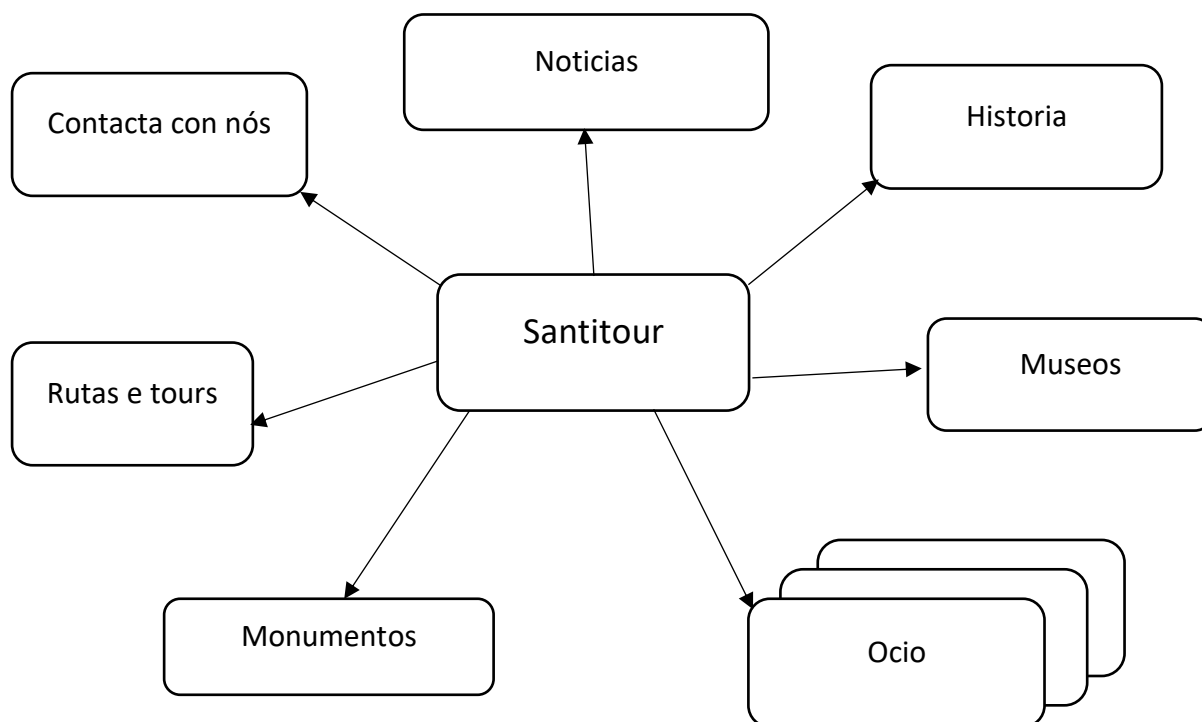 Noticias
Contacta con nós
Historia
Santitour
Museos
Rutas e tours
Monumentos
Ocio